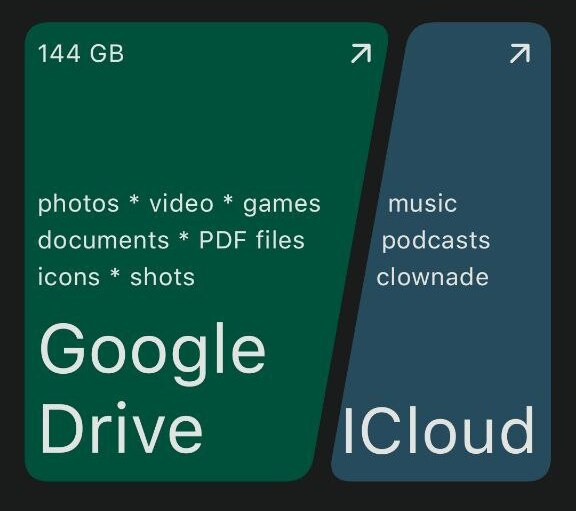 144 GB
photos * video * games
documents * PDF files
icons * shots
Google
Drive
music
podcasts
clownade
ICloud